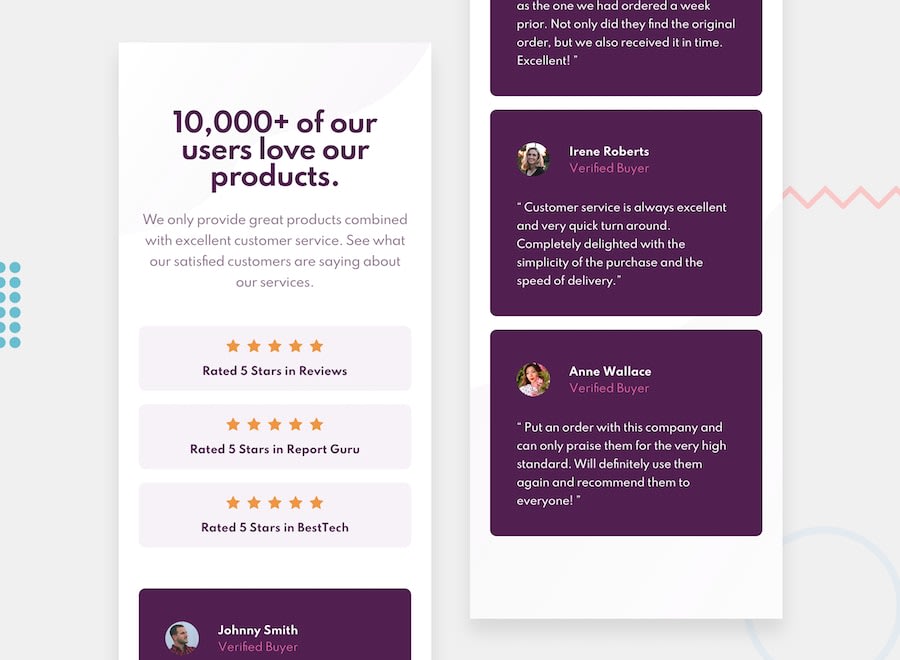 10,000+ of our
users love our
products.
We only provide great products combined
with excellent customer service. See what
our satisfied customers are saying about
our services.
Rated 5 Stars in Reviews
Rated 5 Stars in Report Guru
Rated 5 Stars in BestTech
Johnny Smith
Verified Buyer
as the one we had ordered a week
prior. Not only did they find the original
order, but we also received it in time.
Excellent! ”
Irene Roberts
Verified Buyer
“ Customer service is always excellent
and very quick turn around.
Completely delighted with the
simplicity of the purchase and the
speed of delivery.”
Anne Wallace
Verified Buyer
“ Put an order with this company and
can only praise them for the very high
standard. Will definitely use them
again and recommend them to
everyone! ”